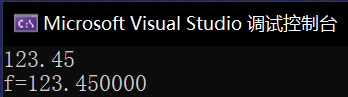 C:\ Microsoft Visual Studio 调试控制台
123.45
f=123.450000